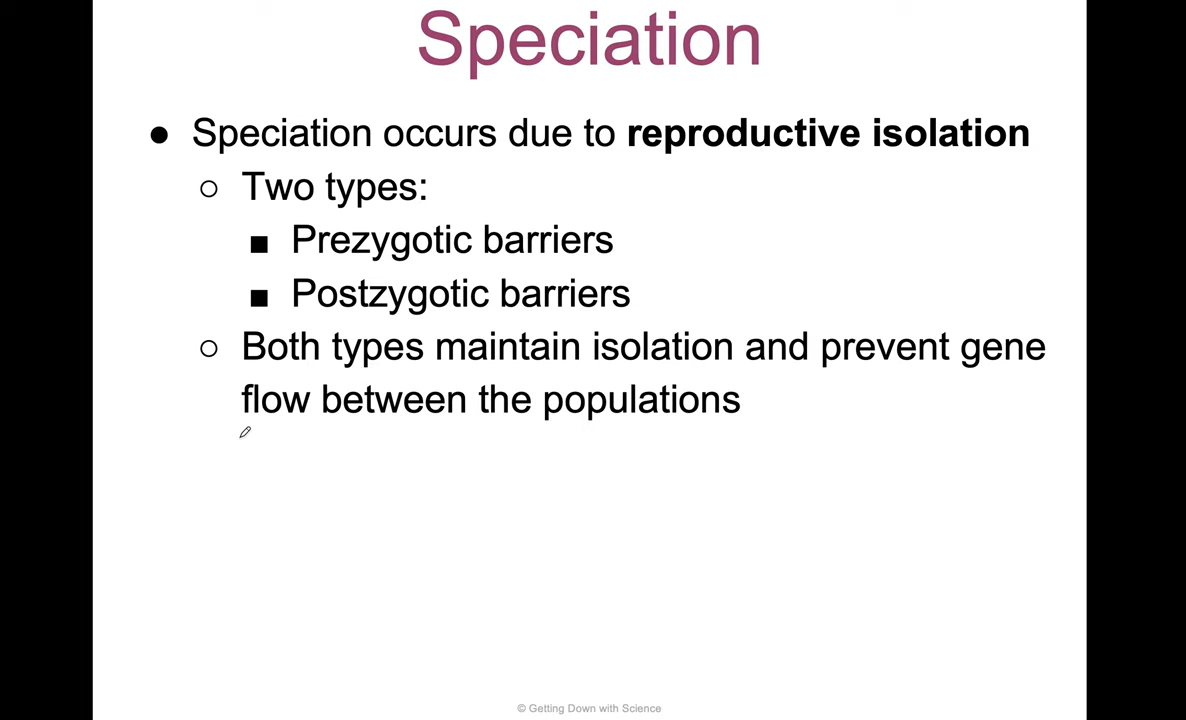 Speciation
● Speciation occurs due to reproductive isolation
○ Two types:
■ Prezygotic barriers
■ Postzygotic barriers
○ Both types maintain isolation and prevent gene
flow between the populations
© Getting Down with Science